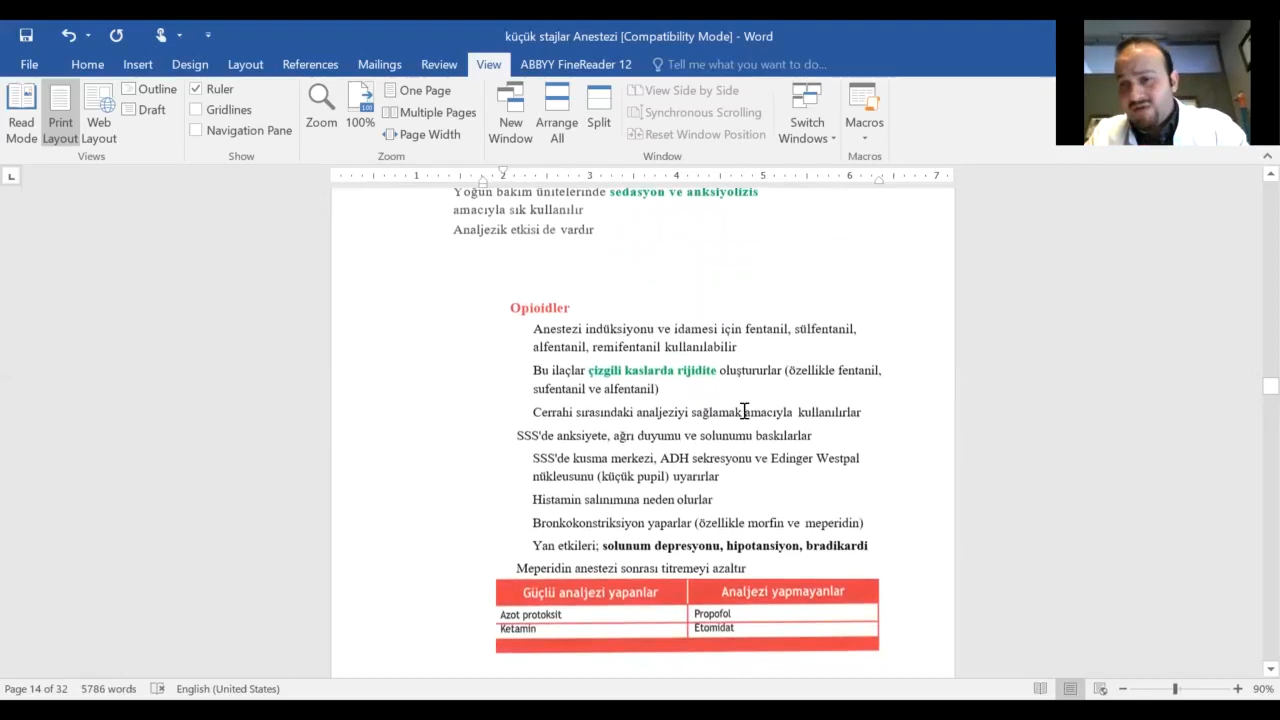 küçük stajlar Anestezi [Compatibility Mode] - Word
File Home Insert Design Layout References Mailings Review View ABBYY FineReader 12 Tell me what you want to do...
Read Mode
Print Layout
Web Layout
Outline
Draft
Views
Ruler
Gridlines
Navigation Pane
Show
Zoom
100%
One Page
Multiple Pages
Page Width
Zoom
New Window
Arrange All
Split
View Side by Side
Synchronous Scrolling
Reset Window Position
Window
Switch Windows
Macros
Macros
L
1 2 3 4 5 6 7
Yoğun bakım ünitelerinde sedasyon ve anksiyolizis
amacıyla sık kullanılır
Analjezik etkisi de vardır
Opioidler
Anestezi indüksiyonu ve idamesi için fentanil, sülfentanil,
alfentanil, remifentanil kullanılabilir
Bu ilaçlar çizgili kaslarda rijidite oluştururlar (özellikle fentanil,
sufentanil ve alfentanil)
Cerrahi sırasındaki analjeziyi sağlamak amacıyla kullanılırlar
SSS'de anksiyete, ağrı duyumu ve solunumu baskılarlar
SSS'de kusma merkezi, ADH sekresyonu ve Edinger Westpal
nükleusunu (küçük pupil) uyarırlar
Histamin salınımına neden olurlar
Bronkokonstriksiyon yaparlar (özellikle morfin ve meperidin)
Yan etkileri; solunum depresyonu, hipotansiyon, bradikardi
Meperidin anestezi sonrası titremeyi azaltır
Güçlü analjezi yapanlar Analjezi yapmayanlar
Azot protoksit Propofol
Ketamin Etomidat
Page 14 of 32 5786 words English (United States) 90%